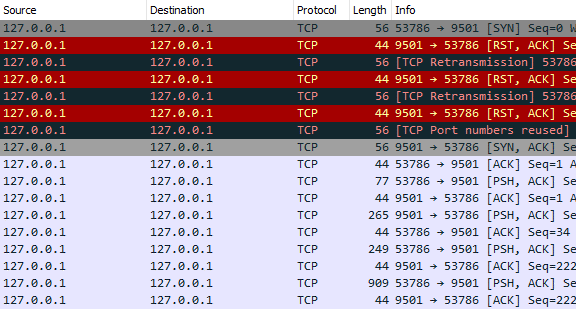 Source Destination Protocol Length Info
127.0.0.1 127.0.0.1 TCP 56 53786 → 9501 [SYN] Seq=0 W
127.0.0.1 127.0.0.1 TCP 44 9501 → 53786 [RST, ACK] Se
127.0.0.1 127.0.0.1 TCP 56 [TCP Retransmission] 53786
127.0.0.1 127.0.0.1 TCP 44 9501 → 53786 [RST, ACK] Se
127.0.0.1 127.0.0.1 TCP 56 [TCP Retransmission] 53786
127.0.0.1 127.0.0.1 TCP 44 9501 → 53786 [RST, ACK] Se
127.0.0.1 127.0.0.1 TCP 56 [TCP Port numbers reused]
127.0.0.1 127.0.0.1 TCP 56 9501 → 53786 [SYN, ACK] Se
127.0.0.1 127.0.0.1 TCP 44 53786 → 9501 [ACK] Seq=1 A
127.0.0.1 127.0.0.1 TCP 77 53786 → 9501 [PSH, ACK] Se
127.0.0.1 127.0.0.1 TCP 44 9501 → 53786 [ACK] Seq=1 A
127.0.0.1 127.0.0.1 TCP 265 9501 → 53786 [PSH, ACK] Se
127.0.0.1 127.0.0.1 TCP 44 53786 → 9501 [ACK] Seq=34
127.0.0.1 127.0.0.1 TCP 249 53786 → 9501 [PSH, ACK] Se
127.0.0.1 127.0.0.1 TCP 44 9501 → 53786 [ACK] Seq=222
127.0.0.1 127.0.0.1 TCP 909 9501 → 53786 [PSH, ACK] Se
127.0.0.1 127.0.0.1 TCP 44 9501 → 53786 [ACK] Seq=222